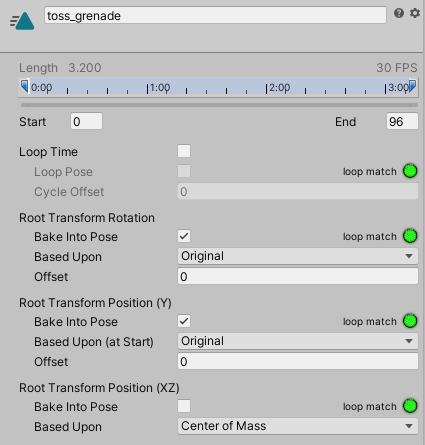 toss_grenade
Length 3.200 30 FPS
0:00 1:00 2:00 3:00
Start 0 End 96
Loop Time
Loop Pose loop match
Cycle Offset 0
Root Transform Rotation
Bake Into Pose loop match
Based Upon Original
Offset 0
Root Transform Position (Y)
Bake Into Pose loop match
Based Upon (at Start) Original
Offset 0
Root Transform Position (XZ)
Bake Into Pose loop match
Based Upon Center of Mass